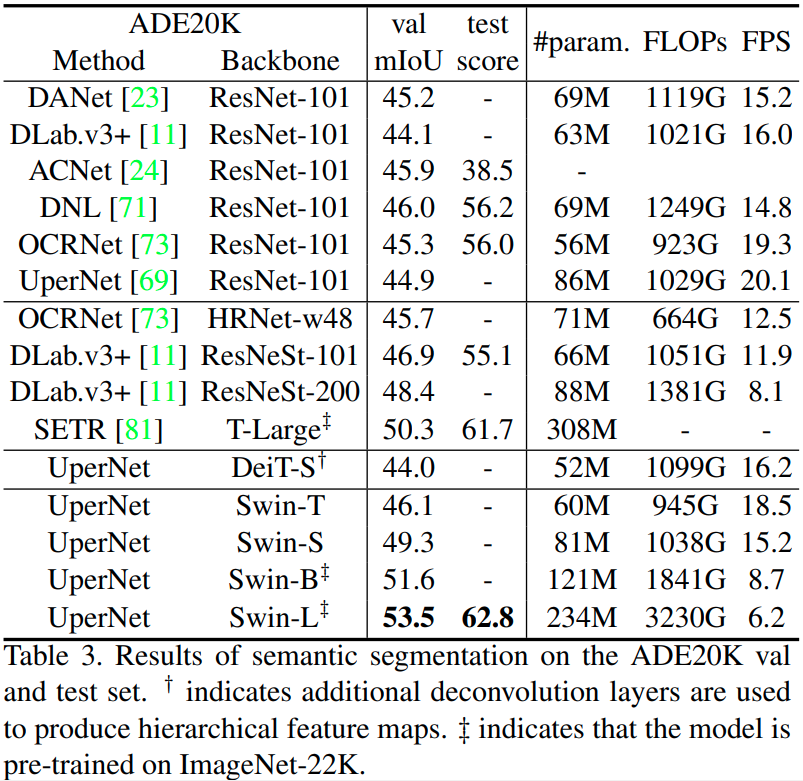 ADE20K val test #param. FLOPs FPS
Method Backbone mIoU score
DANet [23] ResNet-101 45.2 - 69M 1119G 15.2
DLab.v3+ [11] ResNet-101 44.1 - 63M 1021G 16.0
ACNet [24] ResNet-101 45.9 38.5 -
DNL [71] ResNet-101 46.0 56.2 69M 1249G 14.8
OCRNet [73] ResNet-101 45.3 56.0 56M 923G 19.3
UperNet [69] ResNet-101 44.9 - 86M 1029G 20.1
OCRNet [73] HRNet-w48 45.7 - 71M 664G 12.5
DLab.v3+ [11] ResNeSt-101 46.9 55.1 66M 1051G 11.9
DLab.v3+ [11] ResNeSt-200 48.4 - 88M 1381G 8.1
SETR [81] T-Large‡ 50.3 61.7 308M - -
UperNet DeiT-S† 44.0 - 52M 1099G 16.2
UperNet Swin-T 46.1 - 60M 945G 18.5
UperNet Swin-S 49.3 - 81M 1038G 15.2
UperNet Swin-B‡ 51.6 - 121M 1841G 8.7
UperNet Swin-L‡ 53.5 62.8 234M 3230G 6.2
Table 3. Results of semantic segmentation on the ADE20K val
and test set. † indicates additional deconvolution layers are used
to produce hierarchical feature maps. ‡ indicates that the model is
pre-trained on ImageNet-22K.